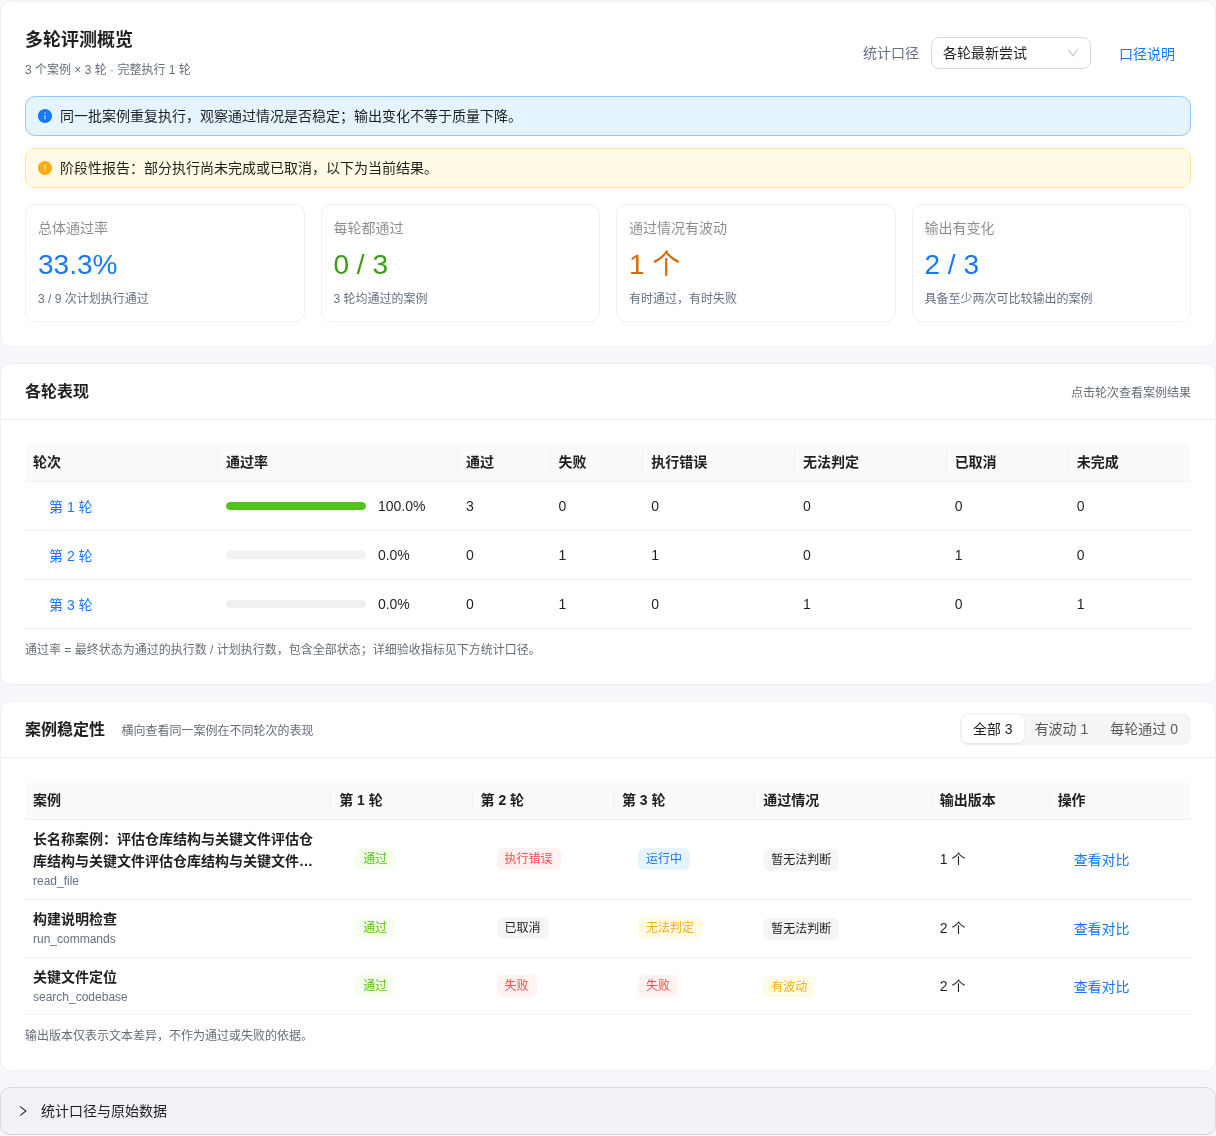 多轮评测概览
3 个案例 × 3 轮 · 完整执行 1 轮
统计口径 各轮最新尝试 口径说明
同一批案例重复执行，观察通过情况是否稳定；输出变化不等于质量下降。
阶段性报告：部分执行尚未完成或已取消，以下为当前结果。
总体通过率
33.3%
3 / 9 次计划执行通过
每轮都通过
0 / 3
3 轮均通过的案例
通过情况有波动
1 个
有时通过，有时失败
输出有变化
2 / 3
具备至少两次可比较输出的案例
各轮表现
点击轮次查看案例结果
轮次 通过率 通过 失败 执行错误 无法判定 已取消 未完成
第 1 轮 100.0% 3 0 0 0 0 0
第 2 轮 0.0% 0 1 1 0 1 0
第 3 轮 0.0% 0 1 0 1 0 1
通过率 = 最终状态为通过的执行数 / 计划执行数，包含全部状态；详细验收指标见下方统计口径。
案例稳定性 横向查看同一案例在不同轮次的表现
全部 3 有波动 1 每轮通过 0
案例 第 1 轮 第 2 轮 第 3 轮 通过情况 输出版本 操作
长名称案例：评估仓库结构与关键文件评估仓
库结构与关键文件评估仓库结构与关键文件...
read_file
通过 执行错误 运行中 暂无法判断 1 个 查看对比
构建说明检查
run_commands
通过 已取消 无法判定 暂无法判断 2 个 查看对比
关键文件定位
search_codebase
通过 失败 失败 有波动 2 个 查看对比
输出版本仅表示文本差异，不作为通过或失败的依据。
统计口径与原始数据